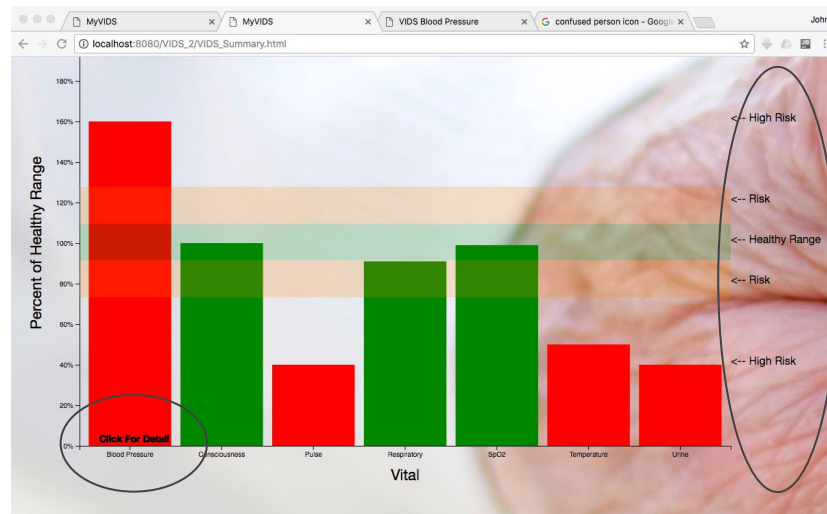 MyVIDS
MyVIDS
VIDS Blood Pressure
confused person icon - Google
John
localhost:8080/VIDS_2/VIDS_Summary.html
180%
160%
140%
120%
100%
80%
60%
40%
20%
0%
Percent of Healthy Range
<-- High Risk
<-- Risk
<-- Healthy Range
<-- Risk
<-- High Risk
Click For Detail
Blood Pressure
Consciousness
Pulse
Respiratory
SpO2
Temperature
Urine
Vital